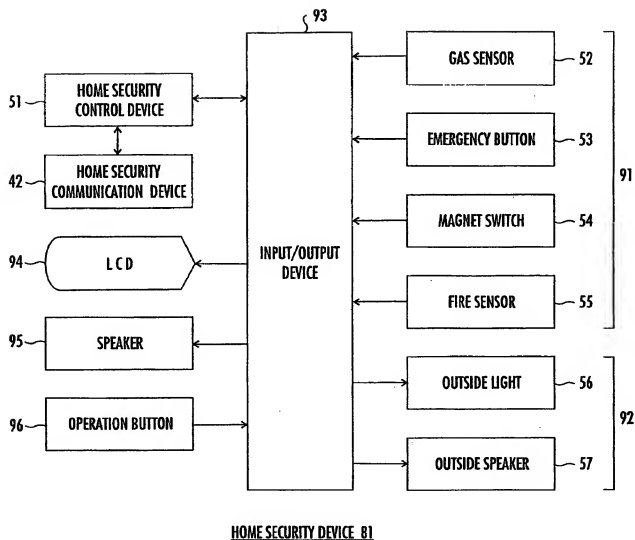 93
51
HOME SECURITY
CONTROL DEVICE
42
HOME SECURITY
COMMUNICATION DEVICE
94
LCD
95
SPEAKER
96
OPERATION BUTTON
INPUT/OUTPUT
DEVICE
GAS SENSOR
52
EMERGENCY BUTTON
53
MAGNET SWITCH
54
FIRE SENSOR
55
91
OUTSIDE LIGHT
56
OUTSIDE SPEAKER
57
92
HOME SECURITY DEVICE 81